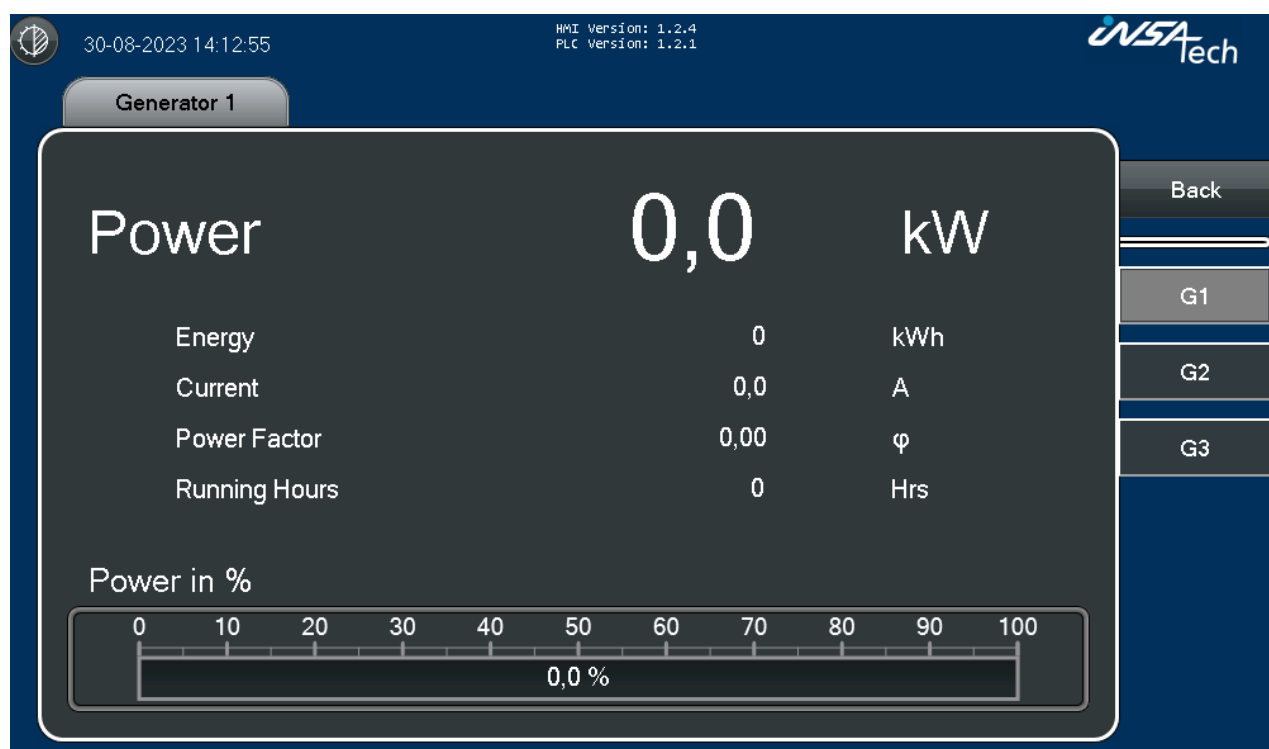 30-08-2023 14:12:55
HMI Version: 1.2.4
PLC Version: 1.2.1
iNSA Tech
Generator 1
Back
Power 0,0 kW
G1
Energy 0 kWh
G2
Current 0,0 A
Power Factor 0,00 φ
G3
Running Hours 0 Hrs
Power in %
0 10 20 30 40 50 60 70 80 90 100
0,0 %